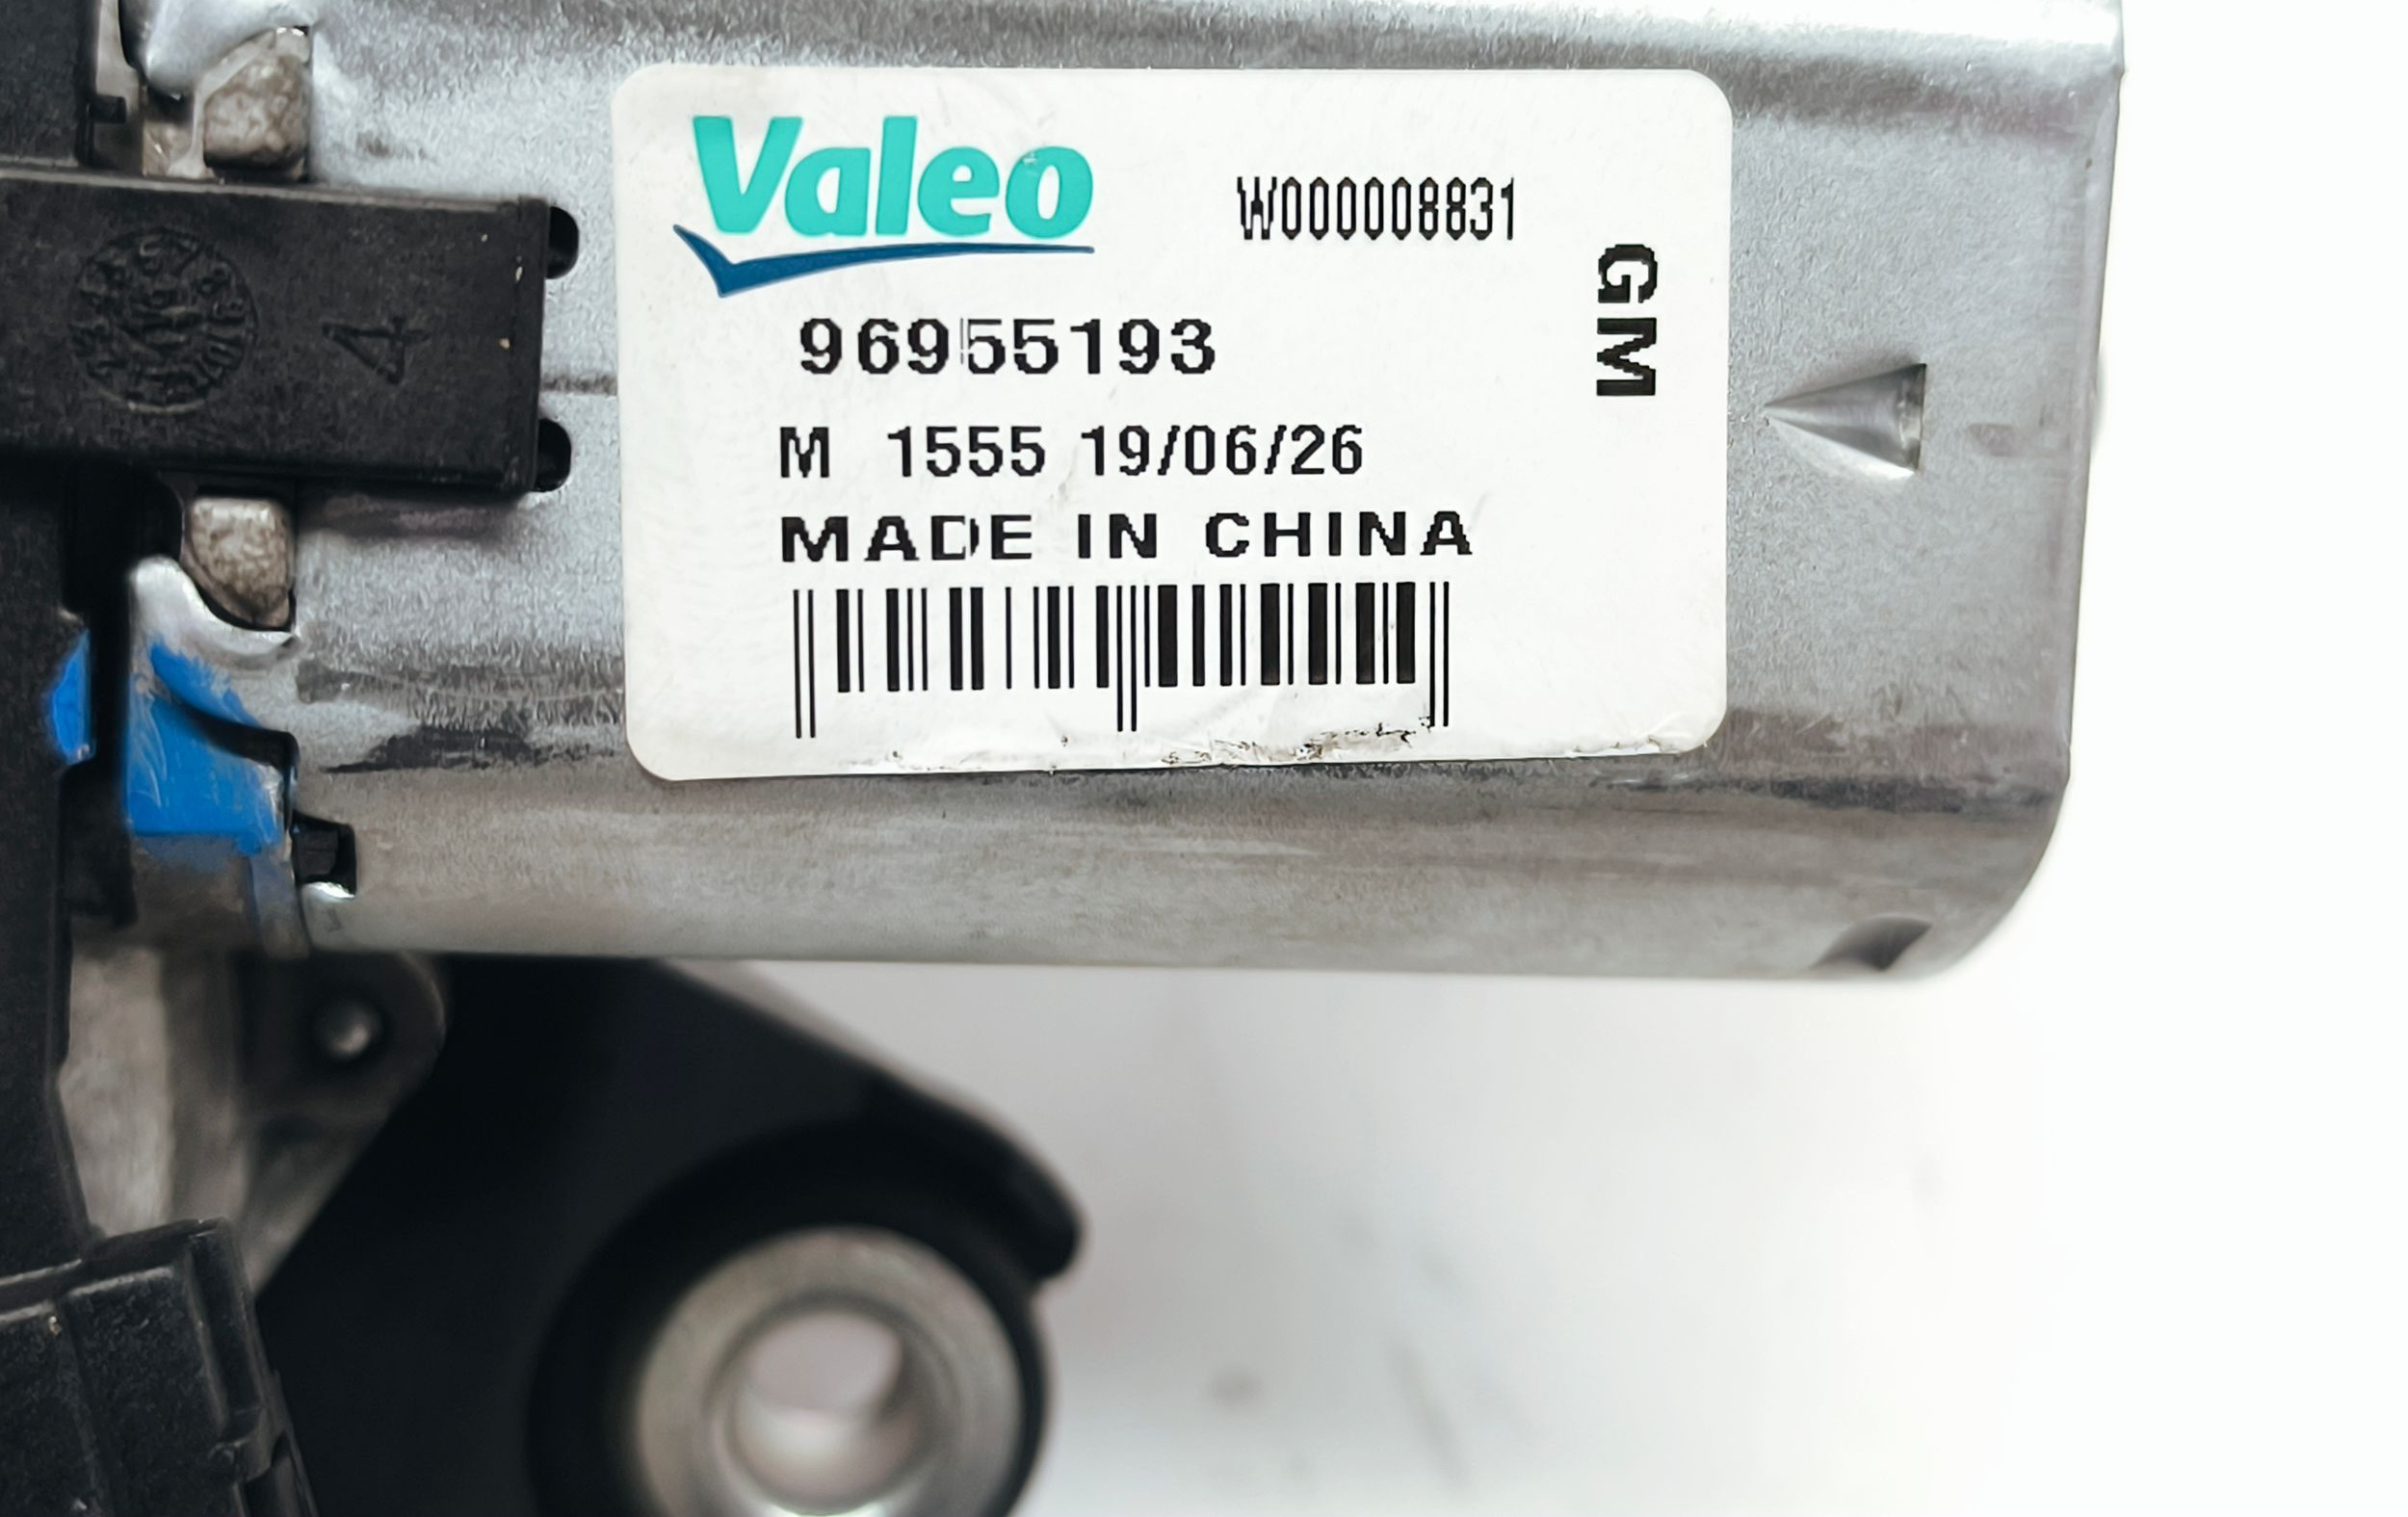 Valeo
W000008831
GM
96955193
M 1555 19/06/26
MADE IN CHINA
4